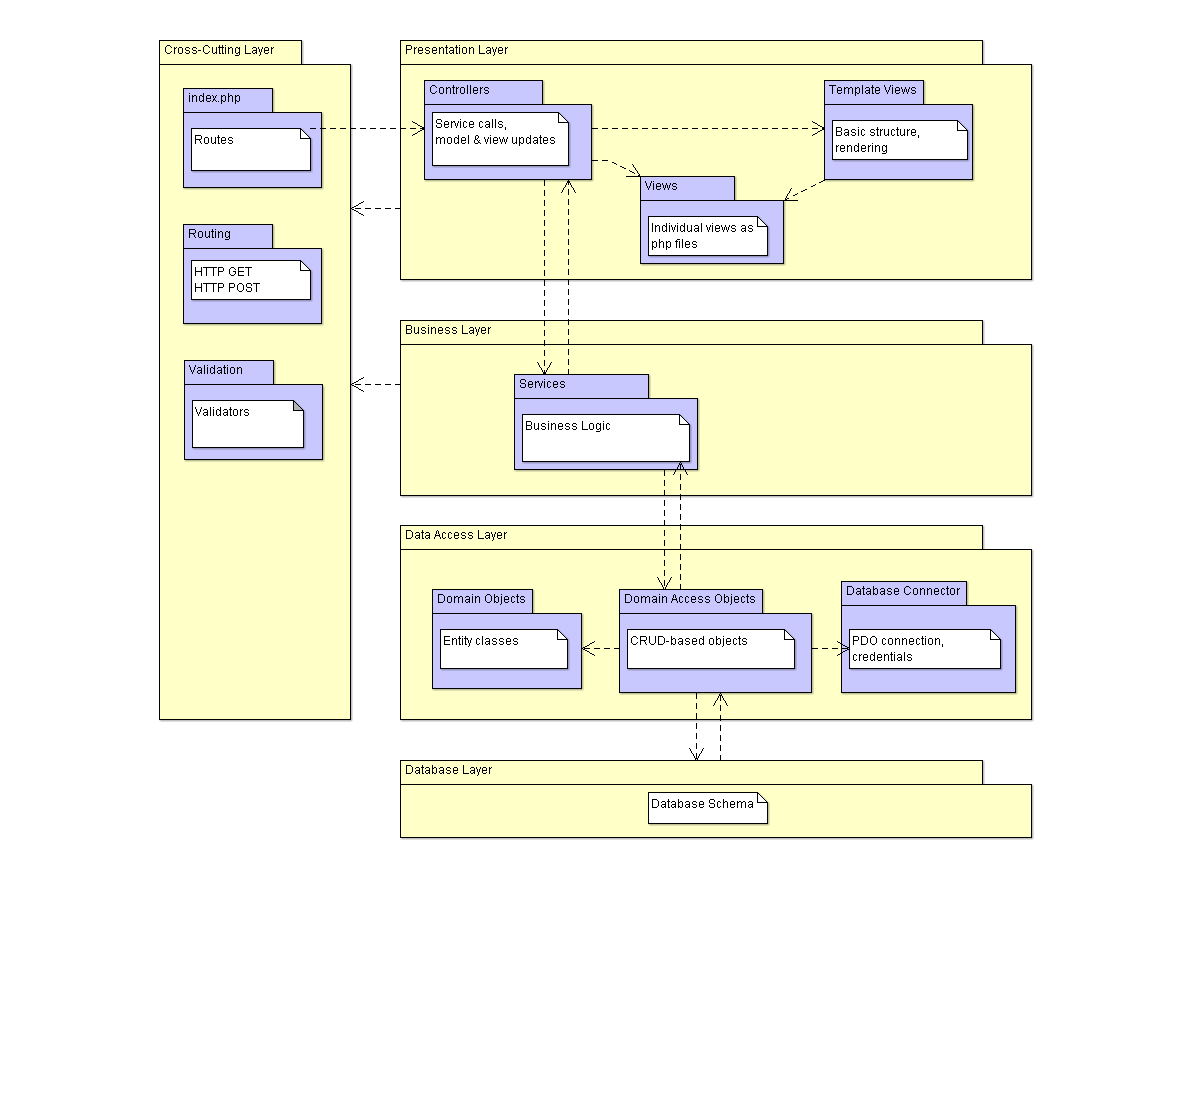 Cross-Cutting Layer
index.php
Routes
Routing
HTTP GET
HTTP POST
Validation
Validators
Presentation Layer
Controllers
Service calls,
model & view updates
Template Views
Basic structure,
rendering
Views
Individual views as
php files
Business Layer
Services
Business Logic
Data Access Layer
Domain Objects
Entity classes
Domain Access Objects
CRUD-based objects
Database Connector
PDO connection,
credentials
Database Layer
Database Schema